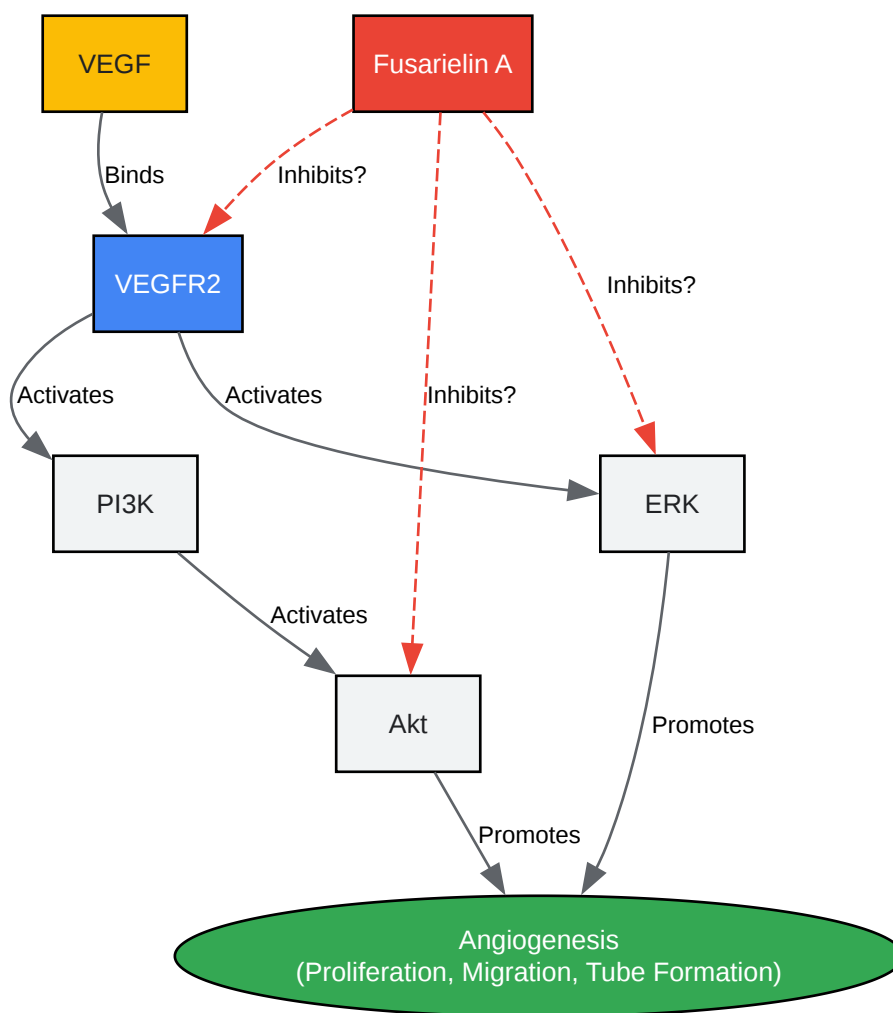 VEGF
Fusarielin A
Binds
Inhibits?
VEGFR2
Inhibits?
Activates
Activates
Inhibits?
PI3K
ERK
Activates
Akt
Promotes
Promotes
Angiogenesis
(Proliferation, Migration, Tube Formation)